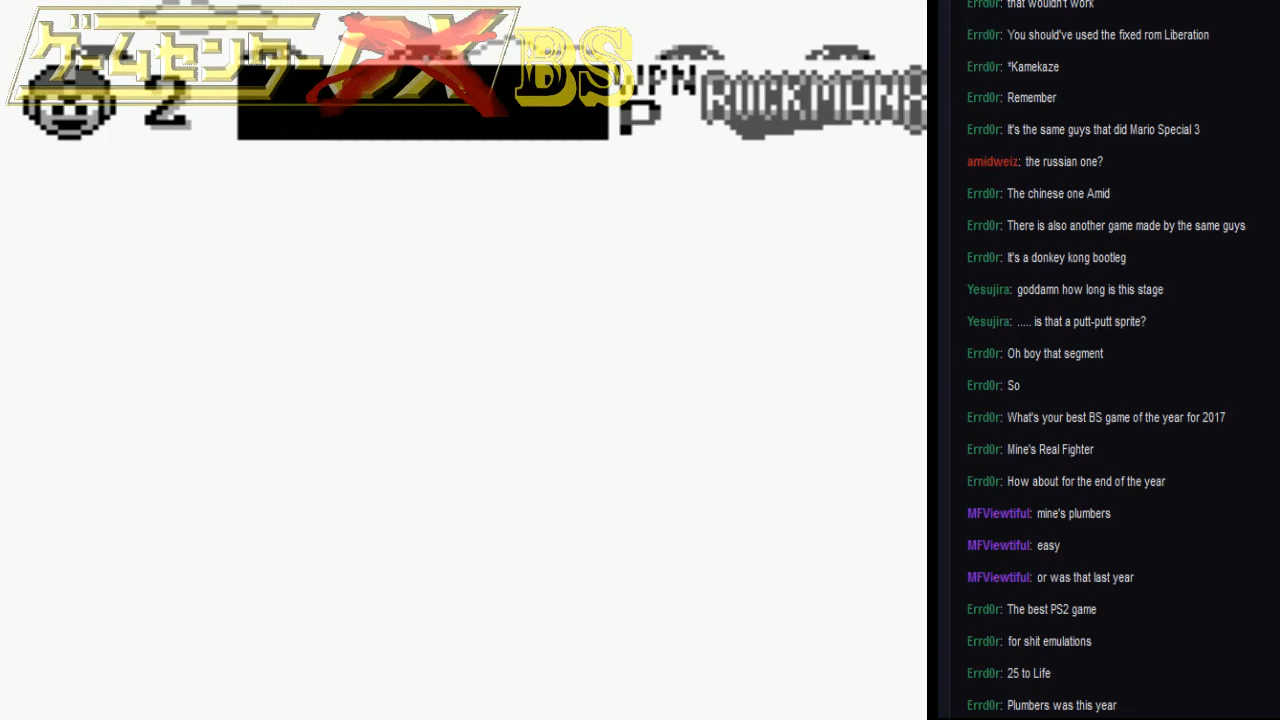 ゲームセンターDX BS
2
JPN
P
ROCKMAN8
Errd0r: that wouldn't work
Errd0r: You should've used the fixed rom Liberation
Errd0r: *Kamekaze
Errd0r: Remember
Errd0r: It's the same guys that did Mario Special 3
amidweiz: the russian one?
Errd0r: The chinese one Amid
Errd0r: There is also another game made by the same guys
Errd0r: It's a donkey kong bootleg
Yesujira: goddamn how long is this stage
Yesujira: ..... is that a putt-putt sprite?
Errd0r: Oh boy that segment
Errd0r: So
Errd0r: What's your best BS game of the year for 2017
Errd0r: Mine's Real Fighter
Errd0r: How about for the end of the year
MFViewtiful: mine's plumbers
MFViewtiful: easy
MFViewtiful: or was that last year
Errd0r: The best PS2 game
Errd0r: for shit emulations
Errd0r: 25 to Life
Errd0r: Plumbers was this year